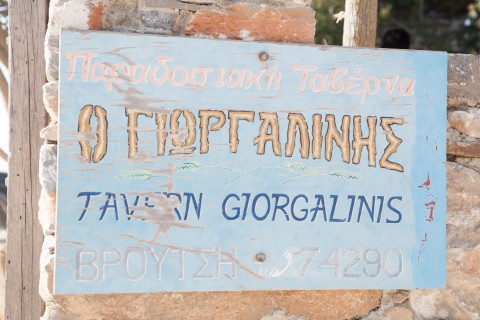 Παραδοσιακή Ταβέρνα
Ο ΓΙΩΡΓΑΛΙΝΗΣ
TAVERN GIORGALINIS
ΒΡΟΥΤΣΗ 74290